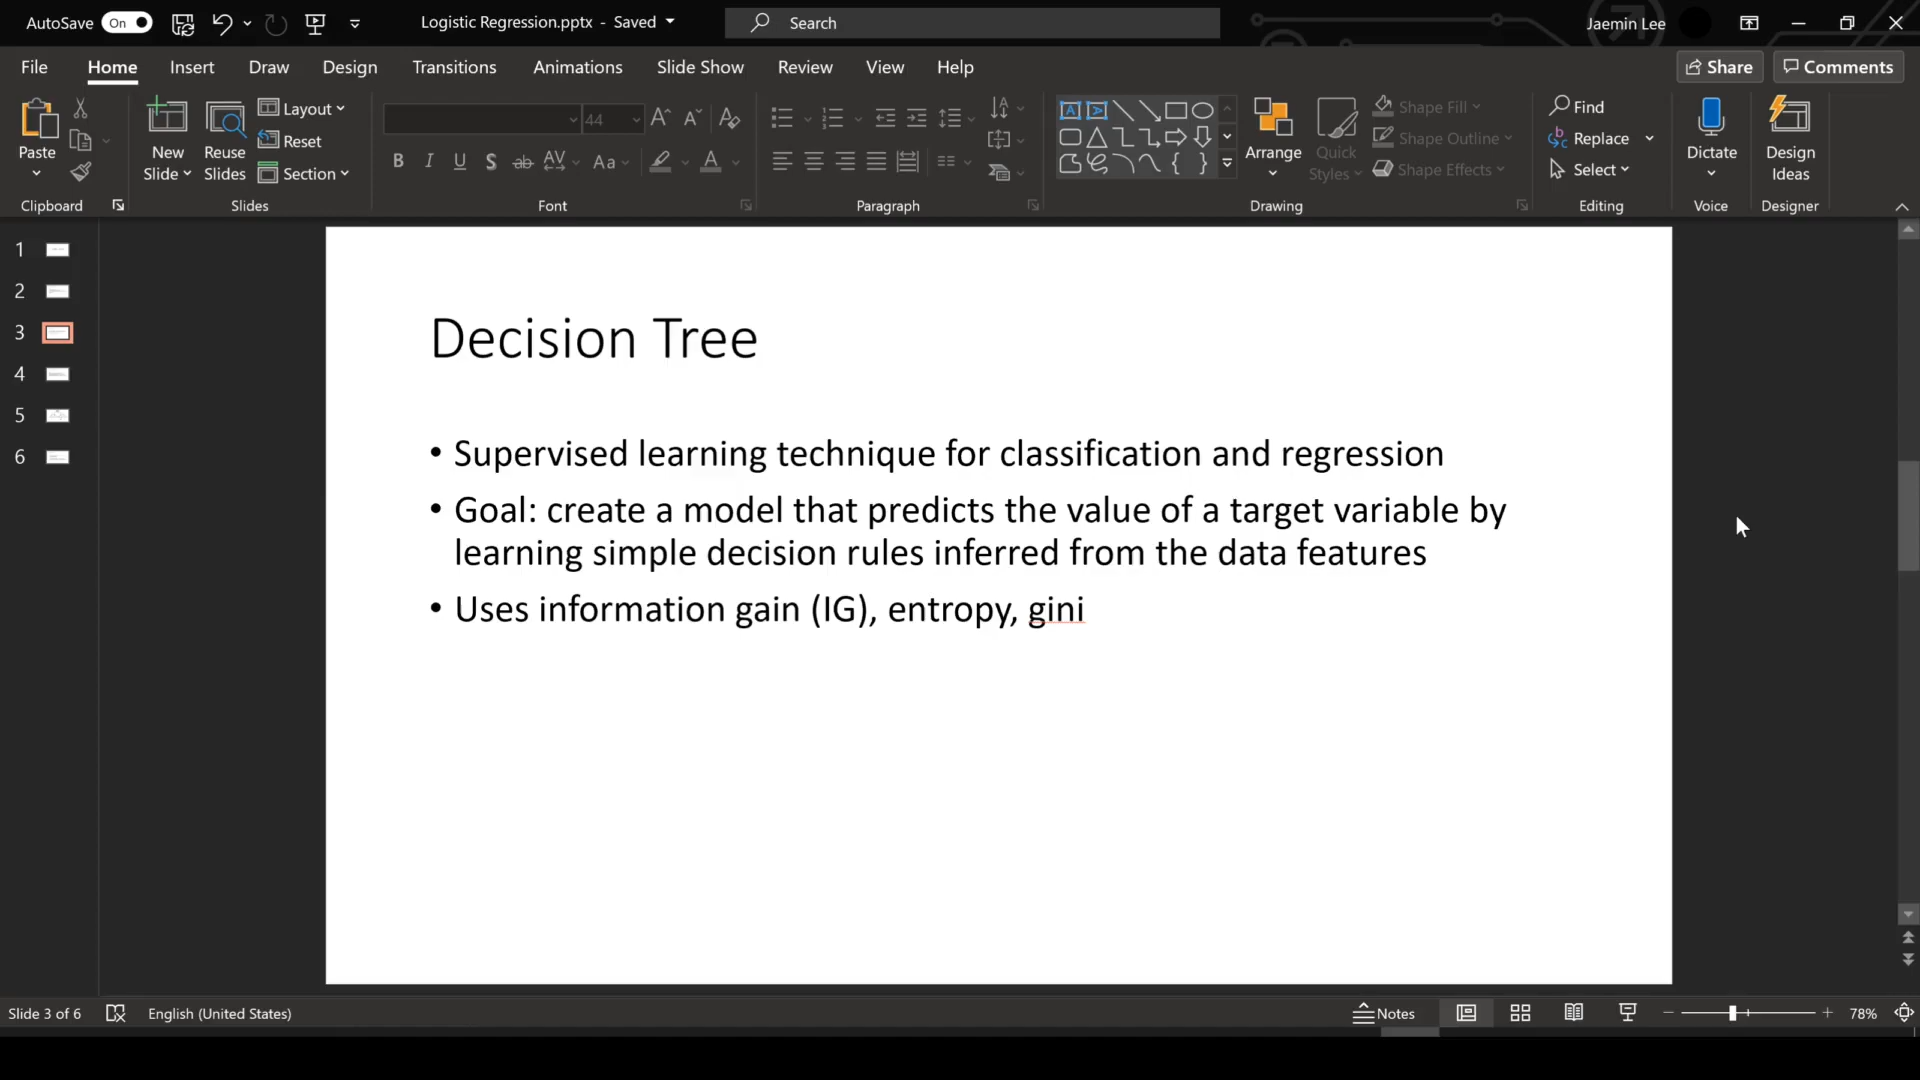 AutoSave On Logistic Regression.pptx - Saved Search Jaemin Lee
File Home Insert Draw Design Transitions Animations Slide Show Review View Help Share Comments
Paste
New
Slide
Reuse
Slides
Layout
Reset
Section
44
B I U S ab AV Aa A
Arrange
Quick
Styles
Shape Fill
Shape Outline
Shape Effects
Find
Replace
Select
Dictate
Design
Ideas
Clipboard Slides Font Paragraph Drawing Editing Voice Designer
1
2
3
4
5
6
Decision Tree
• Supervised learning technique for classification and regression
• Goal: create a model that predicts the value of a target variable by
learning simple decision rules inferred from the data features
• Uses information gain (IG), entropy, gini
Slide 3 of 6 English (United States) Notes 78%